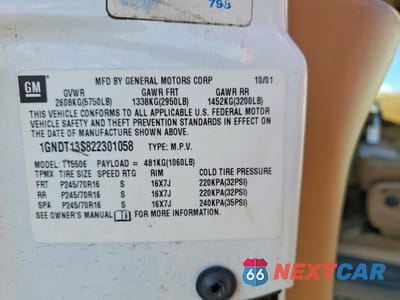 798
GM
MFD BY GENERAL MOTORS CORP 10/01
GVWR GAWR FRT GAWR RR
2608KG(5750LB) 1338KG(2950LB) 1452KG(3200LB)
THIS VEHICLE CONFORMS TO ALL APPLICABLE U.S. FEDERAL MOTOR
VEHICLE SAFETY AND THEFT PREVENTION STANDARDS IN EFFECT ON
THE DATE OF MANUFACTURE SHOWN ABOVE.
1GNDT13S822301058 TYPE: M.P.V.
MODEL: T15506 PAYLOAD = 481KG(1060LB)
TPMX TIRE SIZE SPEED RTG RIM COLD TIRE PRESSURE
FRT P245/70R16 S 16X7J 220KPA(32PSI)
RR P245/70R16 S 16X7J 220KPA(32PSI)
SPA P245/70R16 S 16X7J 240KPA(35PSI)
SEE OWNER'S MANUAL FOR MORE INFORMATION.
66 NEXTCAR